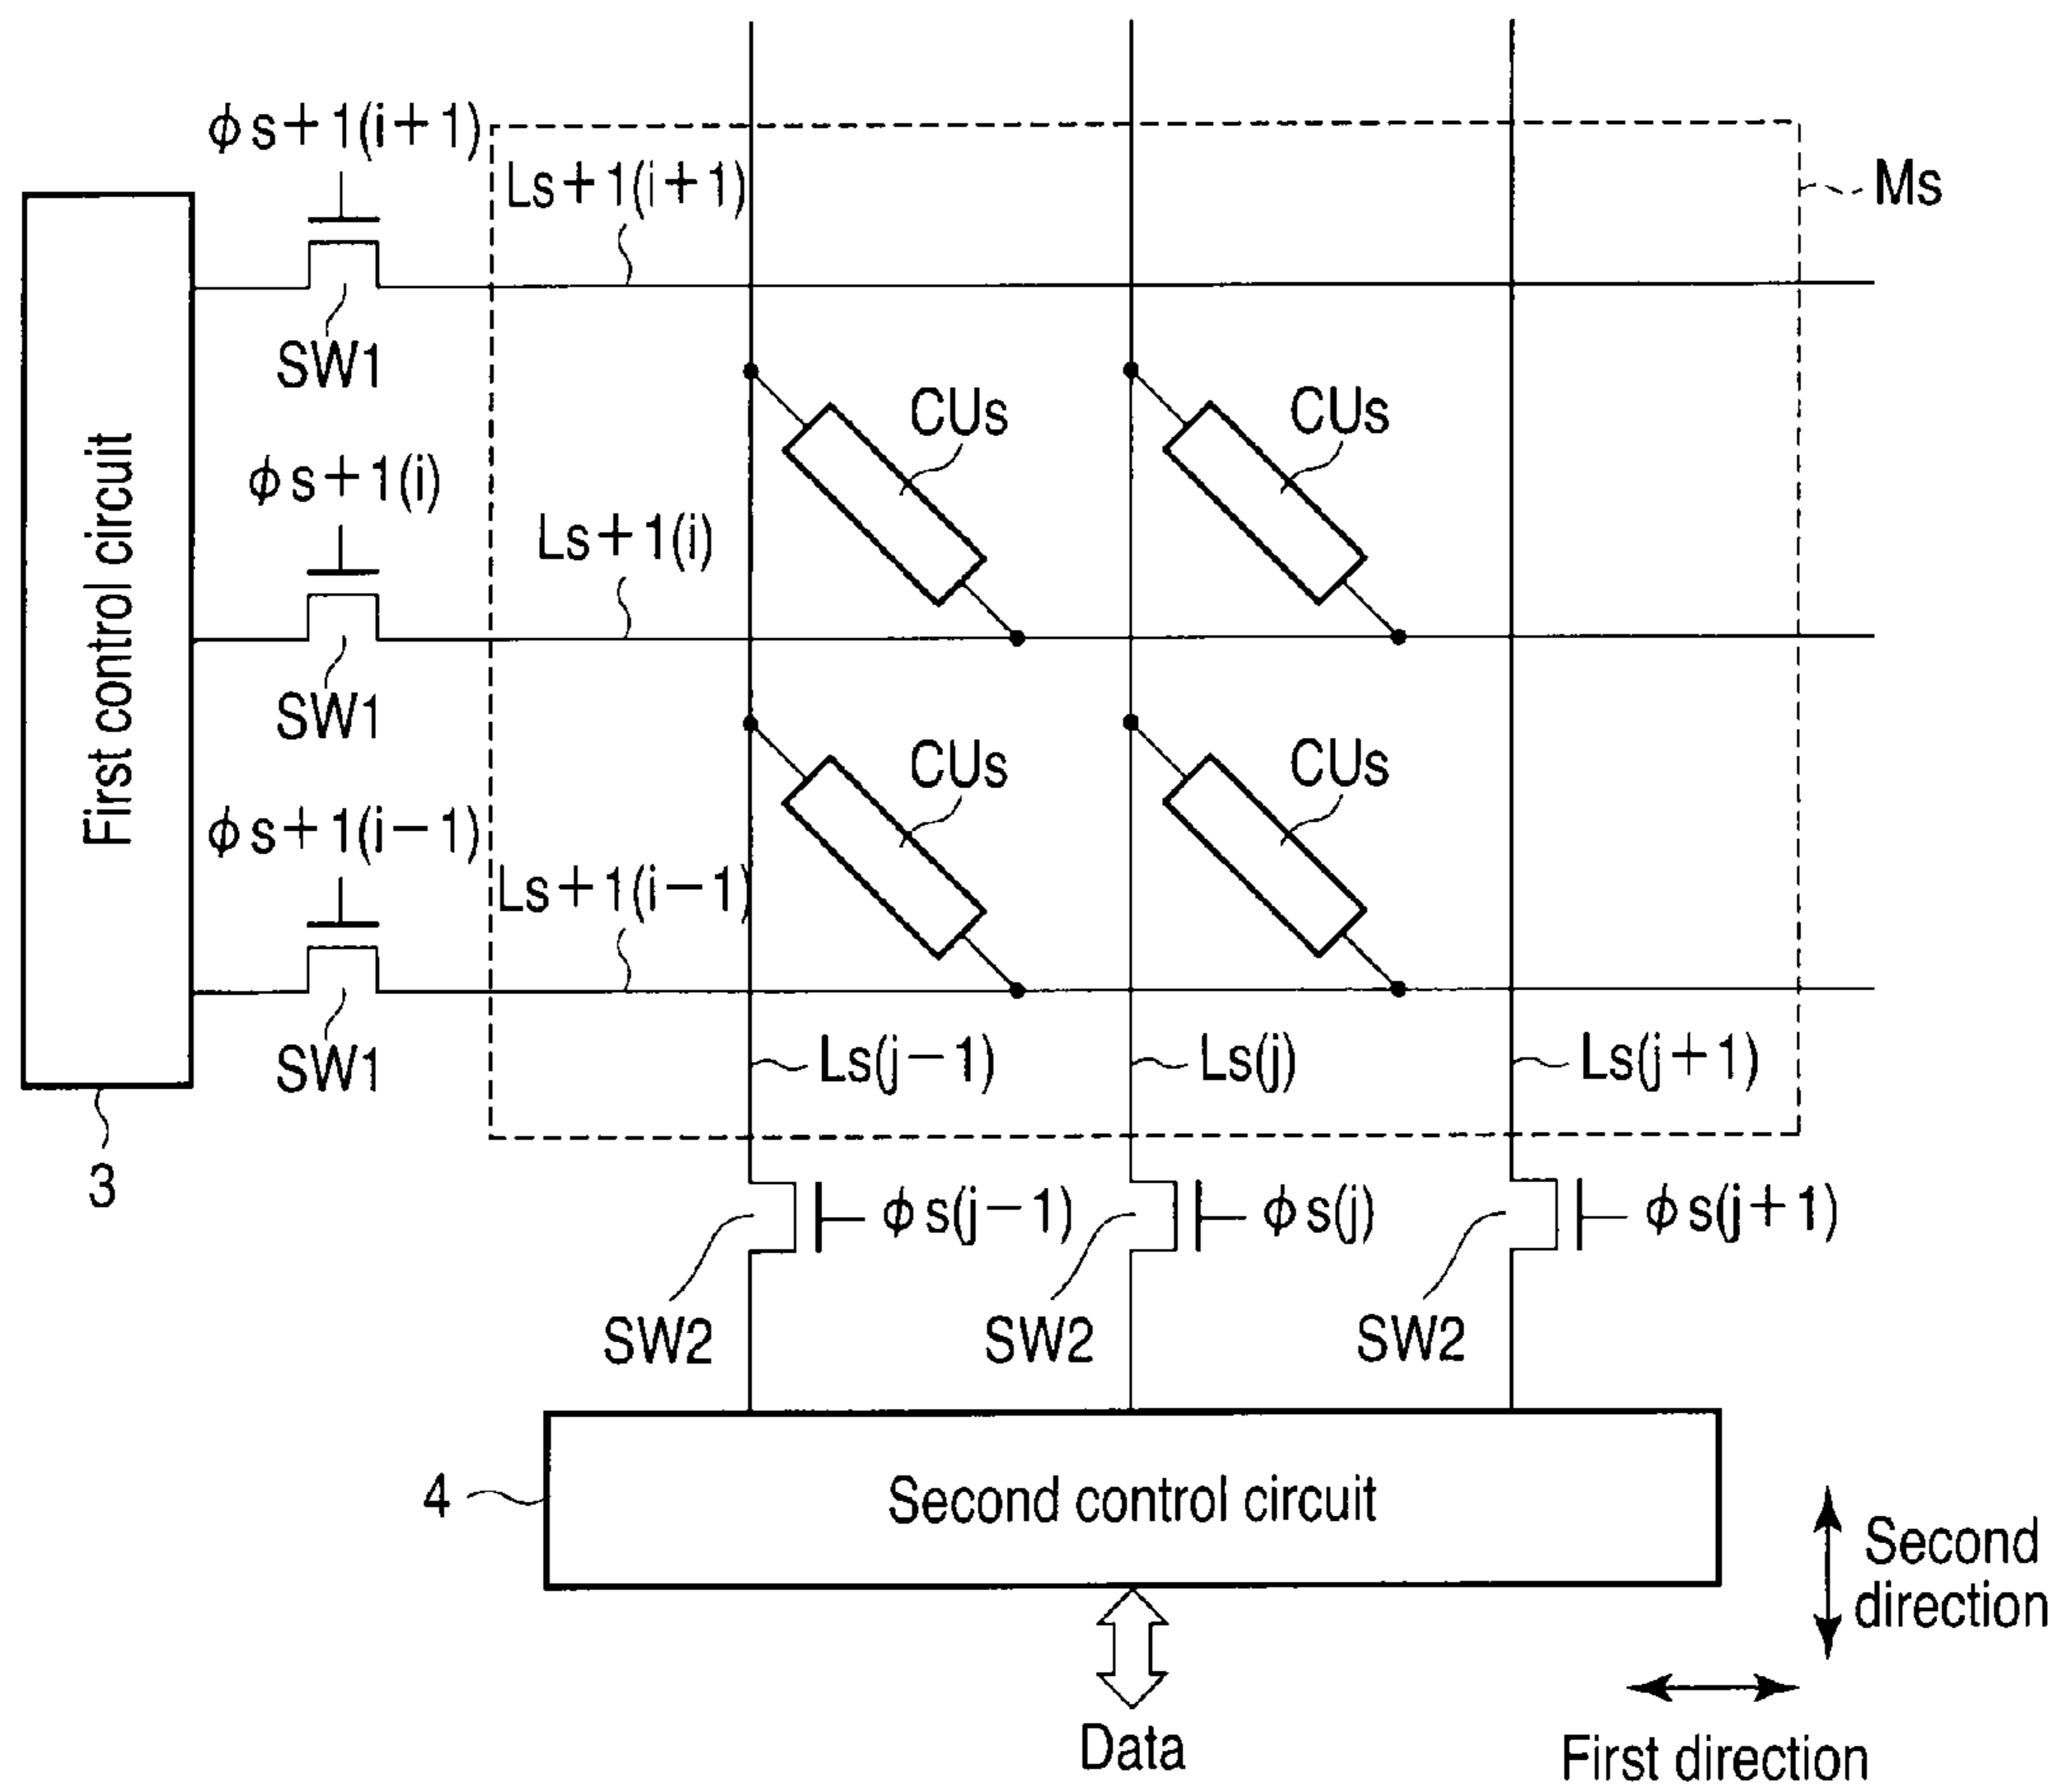 ϕs+1(i+1)
Ls+1(i+1)
Ms
SW1
CUs
CUs
First control circuit
ϕs+1(i)
Ls+1(i)
SW1
CUs
CUs
ϕs+1(i−1)
Ls+1(i−1)
SW1
Ls(j−1)
Ls(j)
Ls(j+1)
3
ϕs(j−1)
ϕs(j)
ϕs(j+1)
SW2
SW2
SW2
4
Second control circuit
Second
direction
Data
First direction